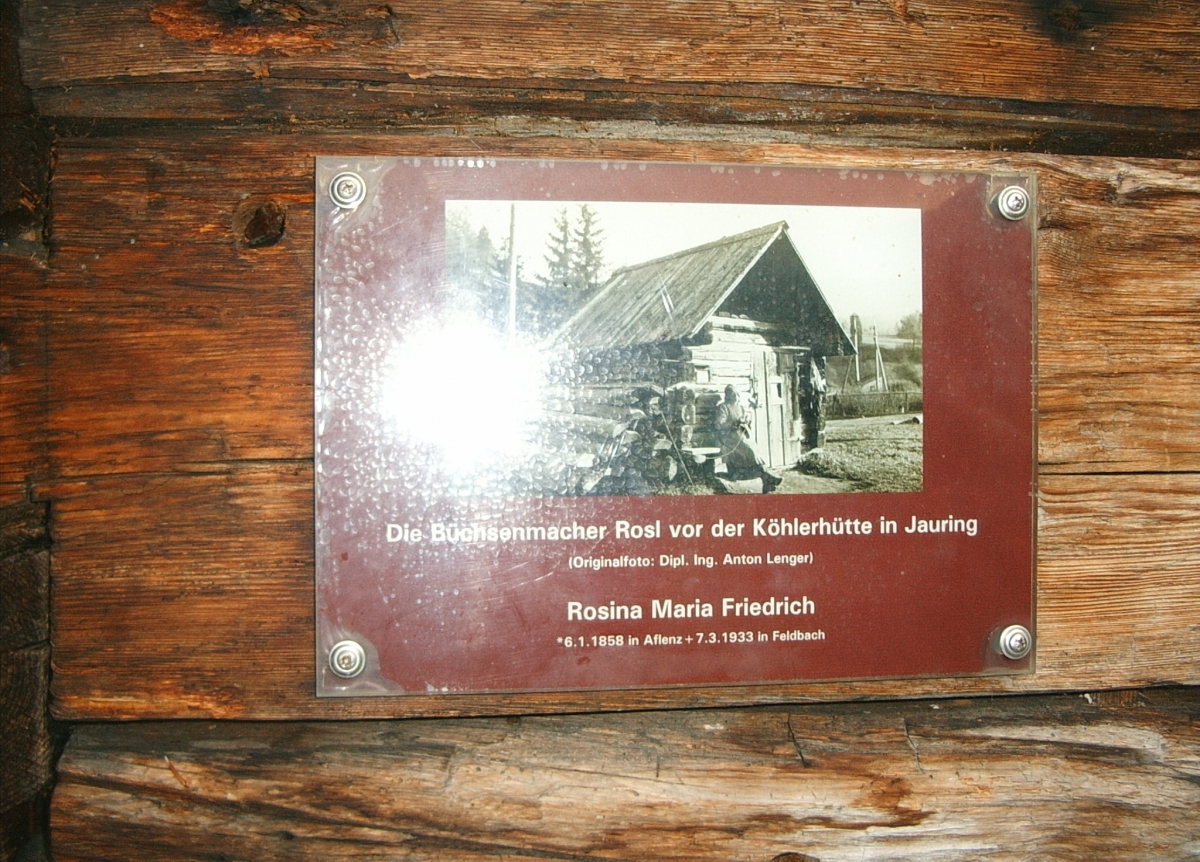 Die Büchsenmacher Rosl vor der Köhlerhütte in Jauring
(Originalfoto: Dipl. Ing. Anton Lenger)
Rosina Maria Friedrich
*6.1.1858 in Aflenz + 7.3.1933 in Feldbach